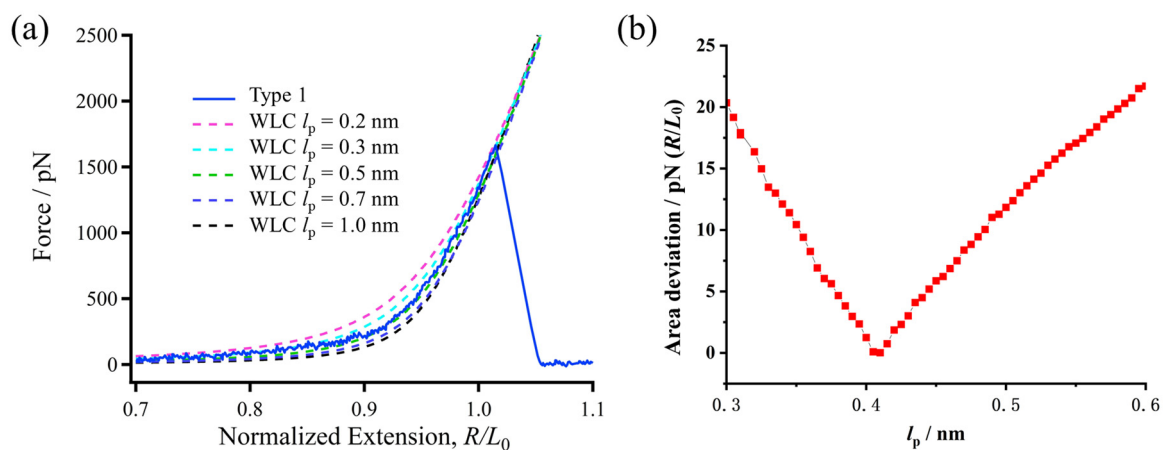 (a)
2500
2000
1500
1000
500
0
Force / pN
Type 1
WLC lp = 0.2 nm
WLC lp = 0.3 nm
WLC lp = 0.5 nm
WLC lp = 0.7 nm
WLC lp = 1.0 nm
0.7 0.8 0.9 1.0 1.1
Normalized Extension, R/L0
(b)
25
20
15
10
5
0
Area deviation / pN (R/L0)
0.3 0.4 0.5 0.6
lp / nm